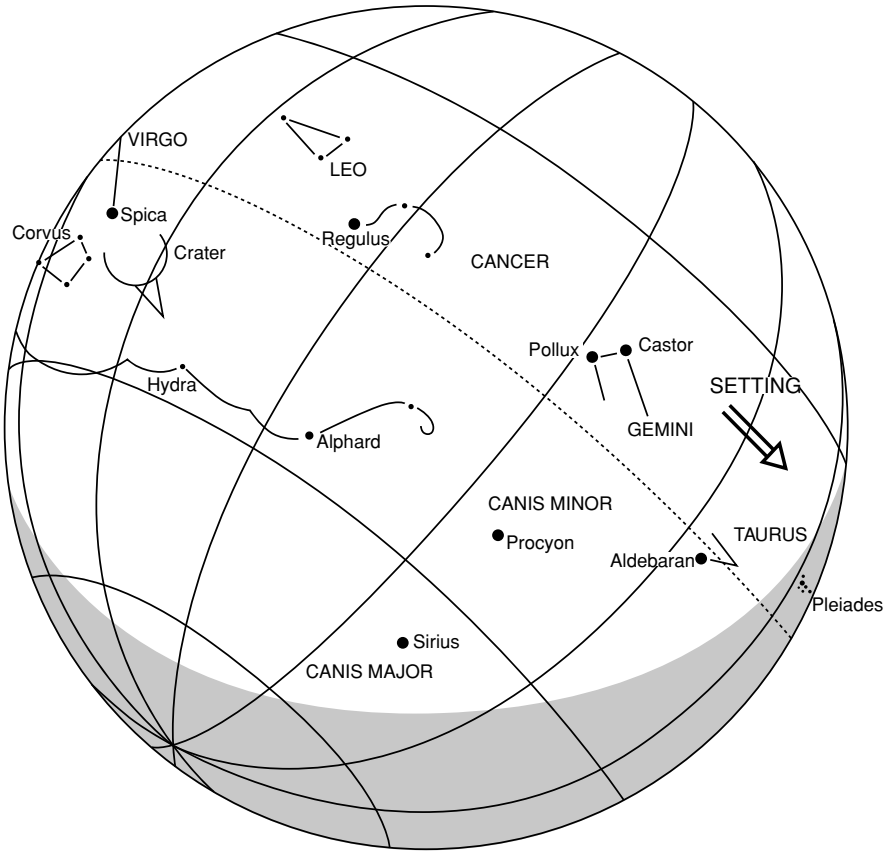 VIRGO
LEO
Spica
Corvus
Regulus
Crater
CANCER
Pollux
Castor
Hydra
SETTING
Alphard
GEMINI
CANIS MINOR
Procyon
TAURUS
Aldebaran
Pleiades
Sirius
CANIS MAJOR